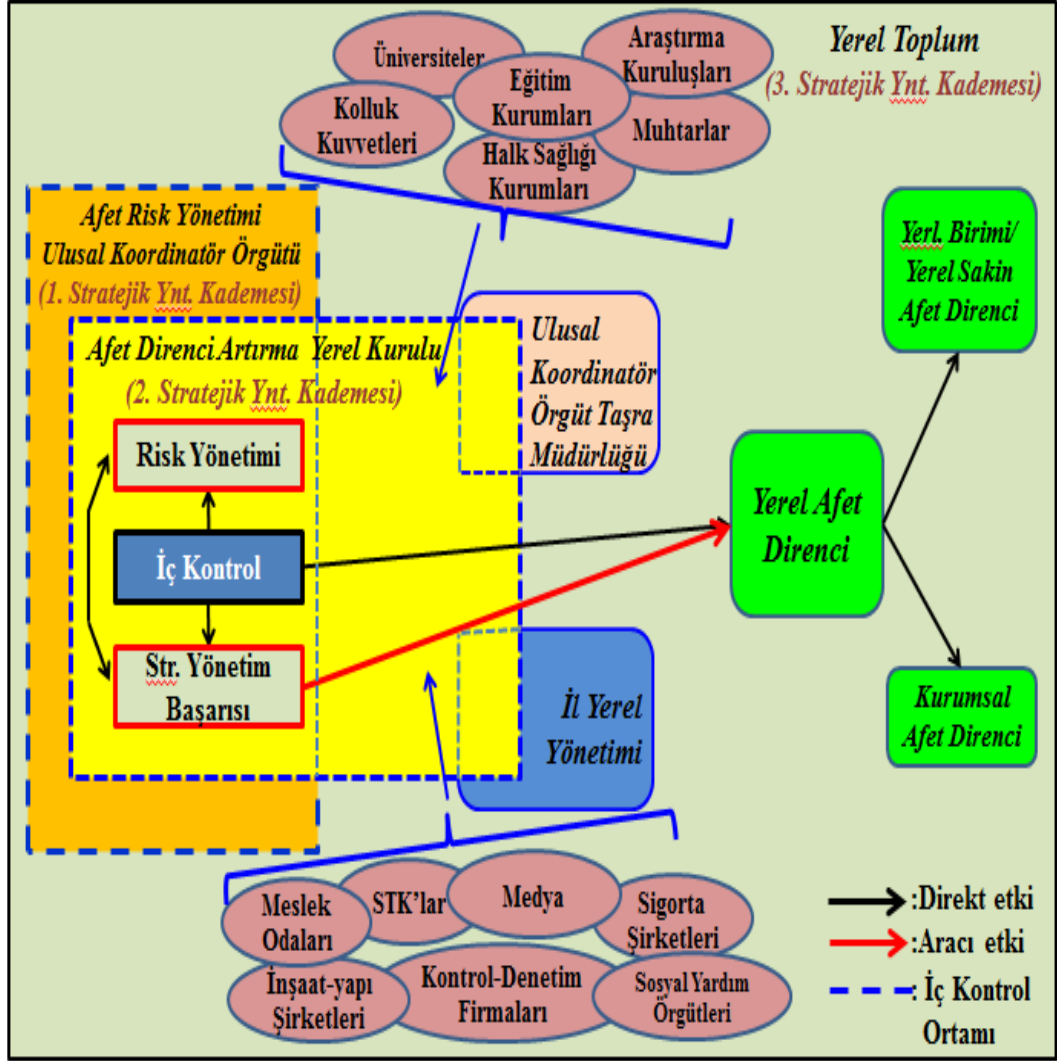 Üniversiteler
Araştırma
Kuruluşları
Eğitim
Kurumları
Kolluk
Kuvvetleri
Muhtarlar
Halk Sağlığı
Kurumları
Yerel Toplum
(3. Stratejik Ynt. Kademesi)
Afet Risk Yönetimi
Ulusal Koordinatör Örgütü
(1. Stratejik Ynt. Kademesi)
Afet Direnci Artırma Yerel Kurulu
(2. Stratejik Ynt. Kademesi)
Risk Yönetimi
İç Kontrol
Str. Yönetim
Başarısı
Ulusal
Koordinatör
Örgüt Taşra
Müdürlüğü
İl Yerel
Yönetimi
Yerel Afet
Direnci
Yerl. Birimi/
Yerel Sakin
Afet Direnci
Kurumsal
Afet Direnci
Meslek
Odaları
STK'lar
Medya
Sigorta
Şirketleri
İnşaat-yapı
Şirketleri
Kontrol-Denetim
Firmaları
Sosyal Yardım
Örgütleri
:Direkt etki
:Aracı etki
: İç Kontrol
Ortamı